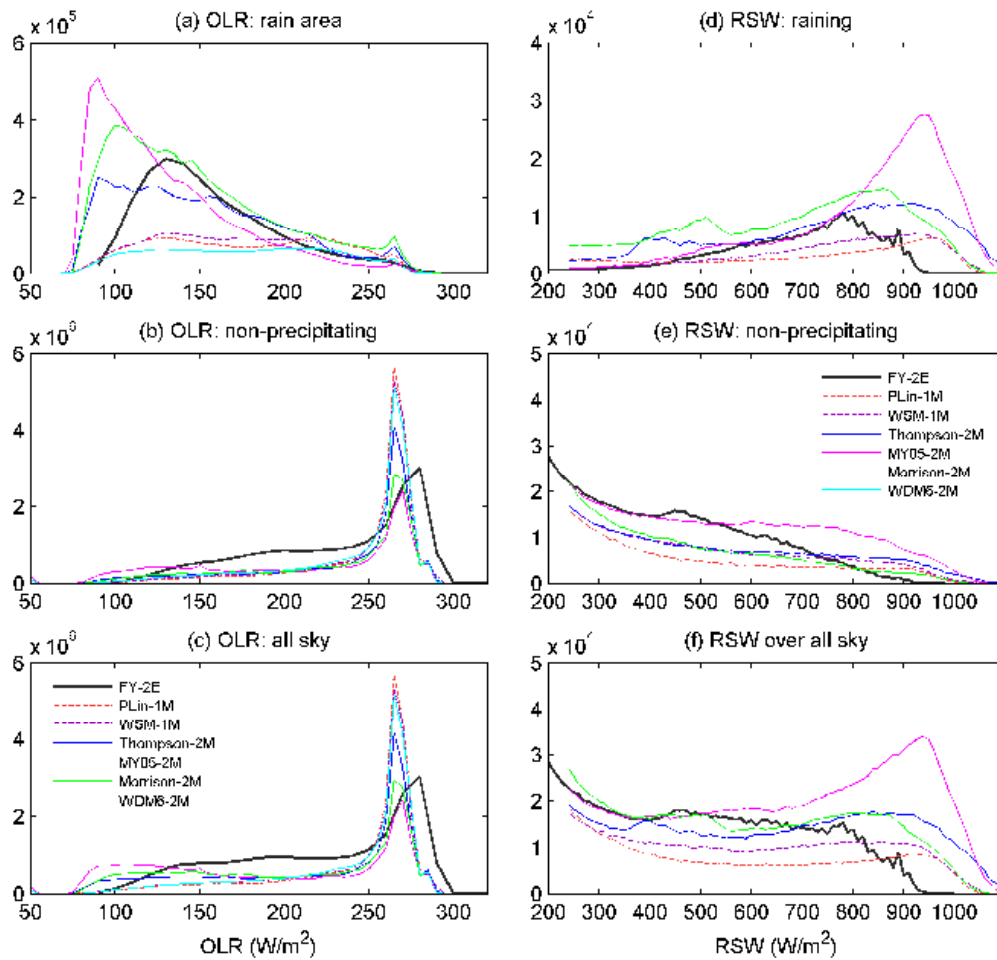 (a) OLR: rain area
x 10^5
6
4
2
0
50 100 150 200 250 300
(b) OLR: non-precipitating
6
4
2
0
50 100 150 200 250 300
(c) OLR: all sky
6
4
2
0
FY-2E
PLin-1M
WSM-1M
Thompson-2M
MY05-2M
Morrison-2M
WDM6-2M
50 100 150 200 250 300
OLR (W/m²)
(d) RSW: raining
4
3
2
1
0
200 300 400 500 600 700 800 900 1000
(e) RSW: non-precipitating
5
4
3
2
1
0
FY-2E
PLin-1M
WSM-1M
Thompson-2M
MY05-2M
Morrison-2M
WDM6-2M
200 300 400 500 600 700 800 900 1000
(f) RSW over all sky
5
4
3
2
1
0
200 300 400 500 600 700 800 900 1000
RSW (W/m²)